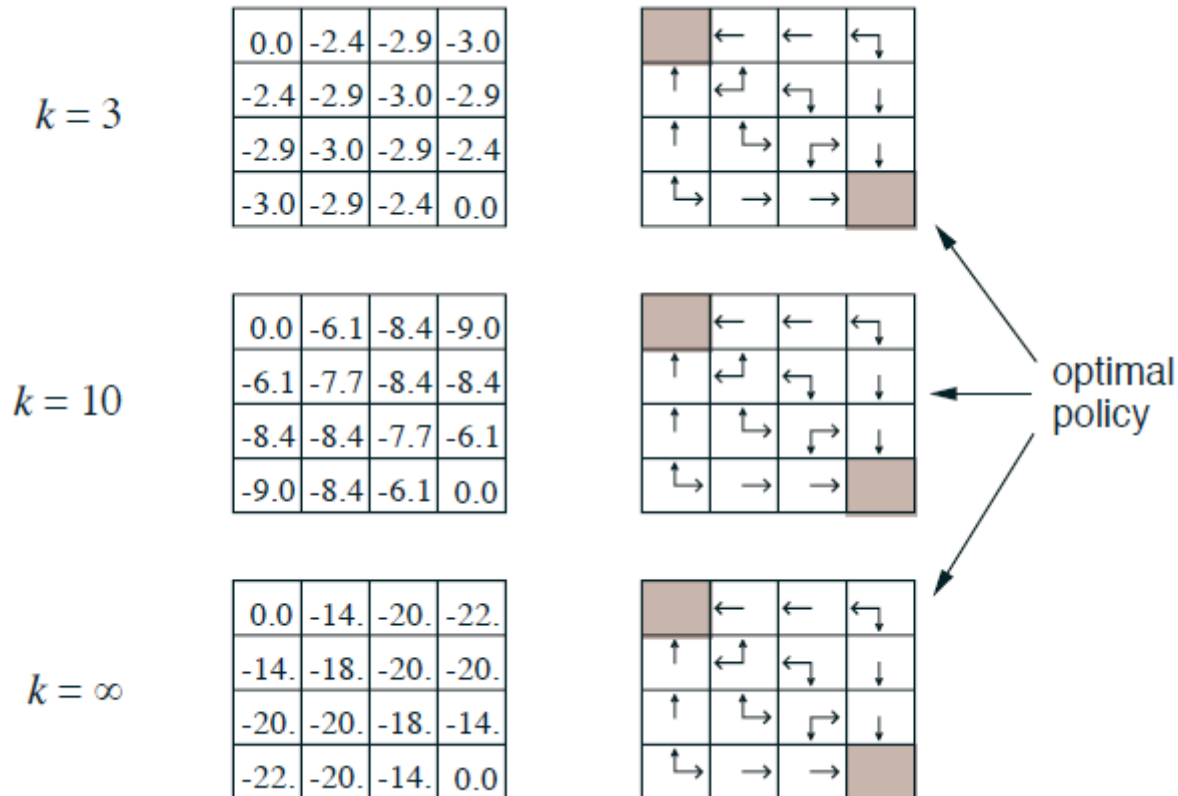 0.0 -2.4 -2.9 -3.0
-2.4 -2.9 -3.0 -2.9
k = 3
-2.9 -3.0 -2.9 -2.4
-3.0 -2.9 -2.4 0.0
0.0 -6.1 -8.4 -9.0
-6.1 -7.7 -8.4 -8.4
k = 10
-8.4 -8.4 -7.7 -6.1
-9.0 -8.4 -6.1 0.0
optimal
policy
0.0 -14. -20. -22.
-14. -18. -20. -20.
k = ∞
-20. -20. -18. -14.
-22. -20. -14. 0.0